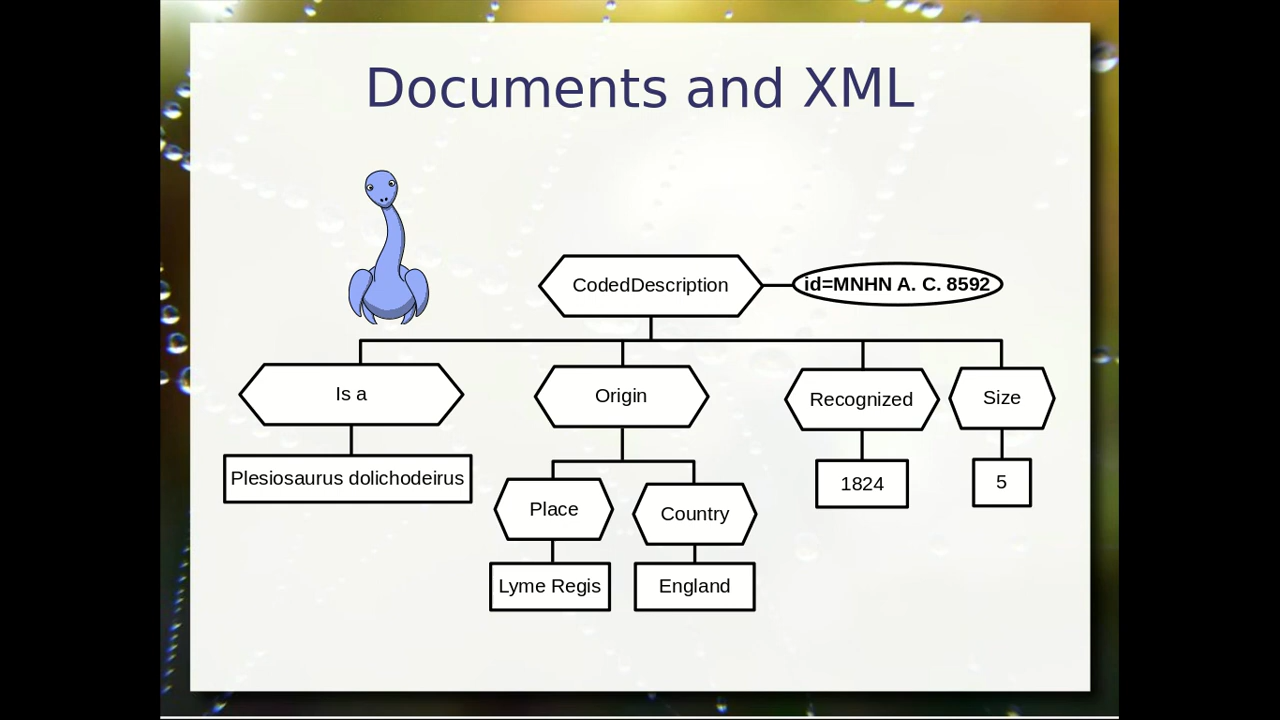 Documents and XML
CodedDescription
id=MNHN A. C. 8592
Is a
Origin
Recognized
Size
Plesiosaurus dolichodeirus
1824
5
Place
Country
Lyme Regis
England